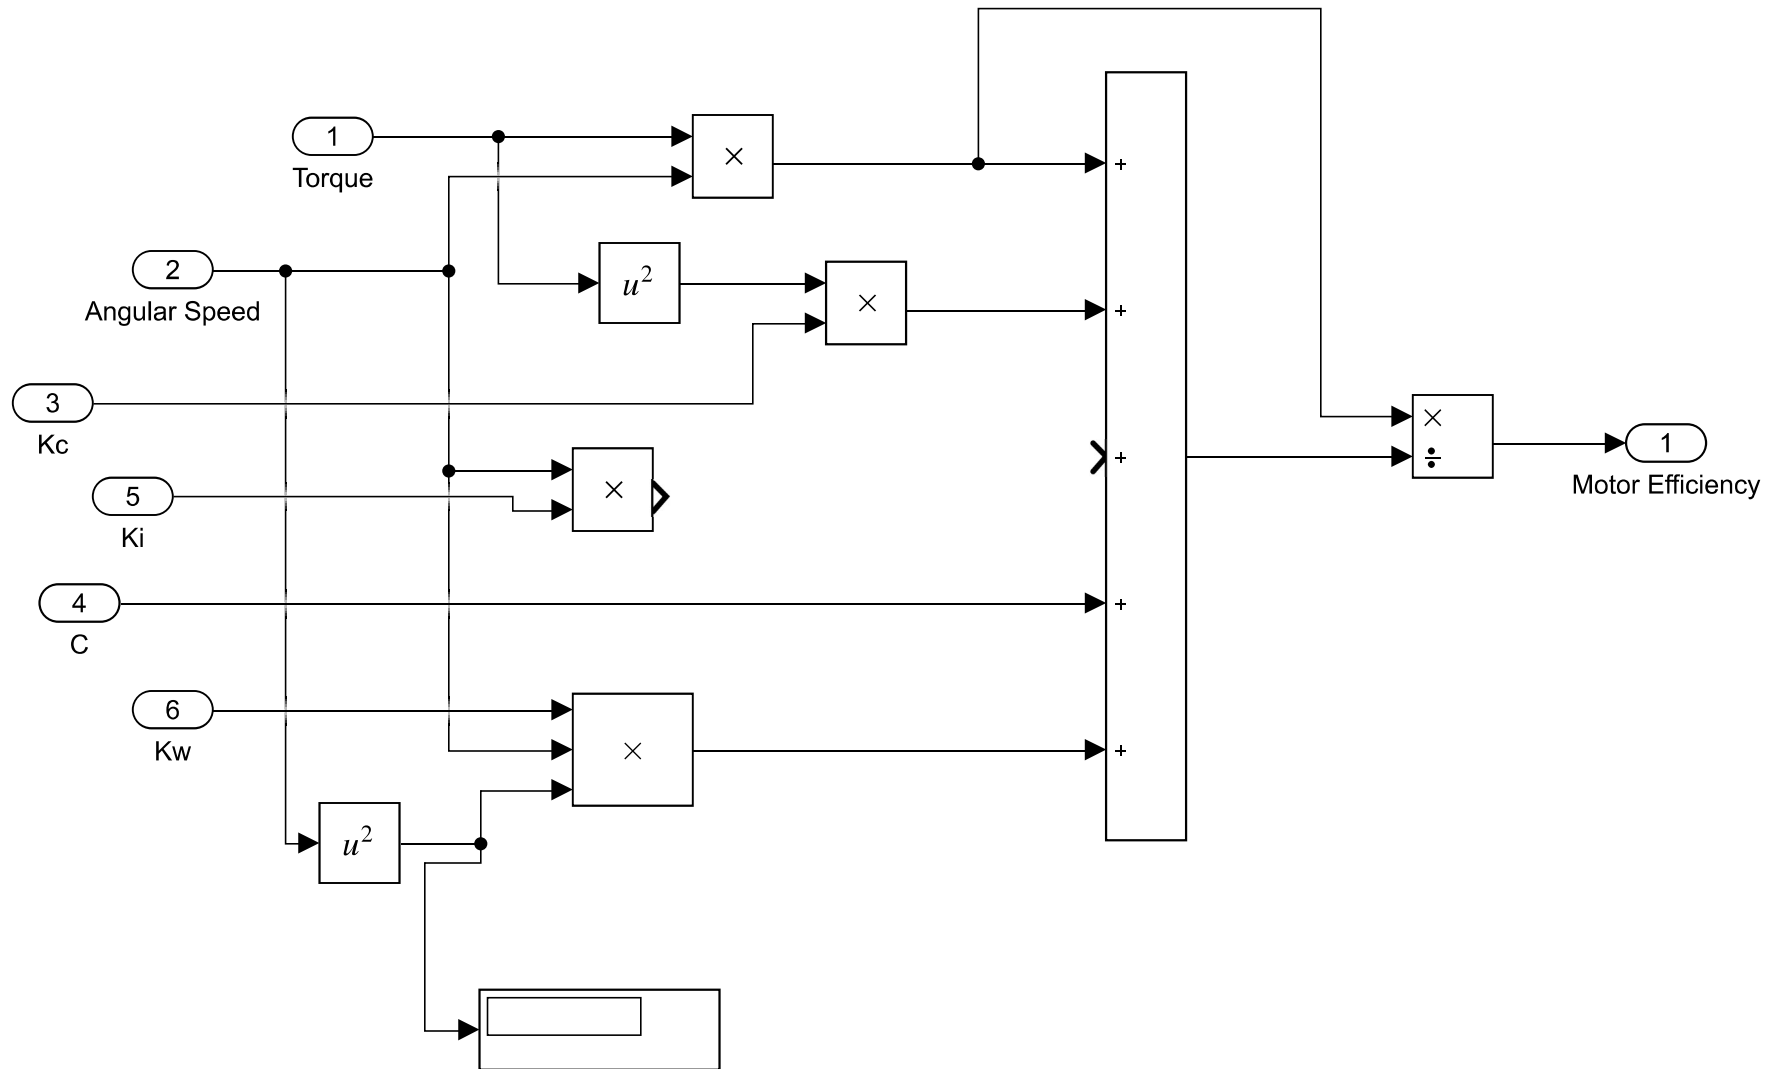 1
Torque
×
+
2
Angular Speed
u²
×
+
3
Kc
×
÷
1
Motor Efficiency
+
5
Ki
×
4
C
+
6
Kw
×
+
u²